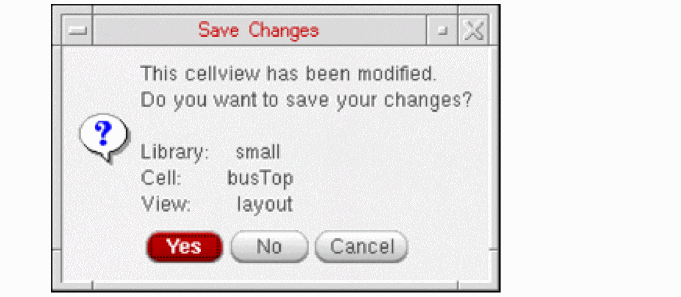 Save Changes
This cellview has been modified.
Do you want to save your changes?
?
Library: small
Cell: busTop
View: layout
Yes No Cancel